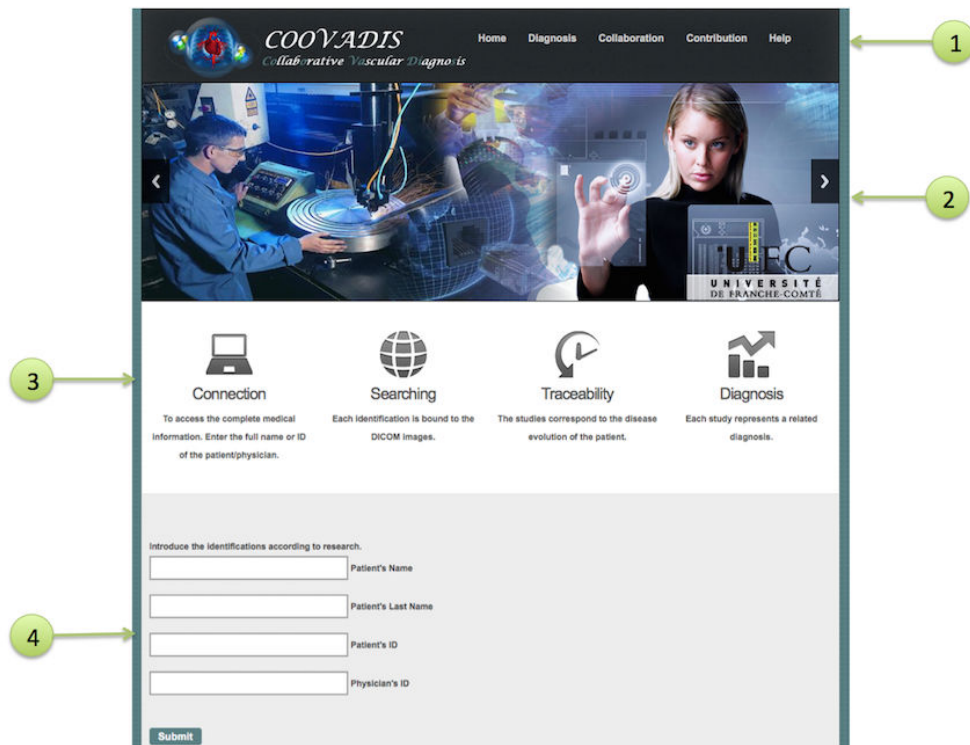 COOVADIS
Collaborative Vascular Diagnosis
Home Diagnosis Collaboration Contribution Help
1
2
UFC
UNIVERSITÉ
DE FRANCHE-COMTÉ
3
Connection
To access the complete medical
information. Enter the full name or ID
of the patient/physician.
Searching
Each identification is bound to the
DICOM images.
Traceability
The studies correspond to the disease
evolution of the patient.
Diagnosis
Each study represents a related
diagnosis.
Introduce the identifications according to research.
Patient's Name
Patient's Last Name
4
Patient's ID
Physician's ID
Submit